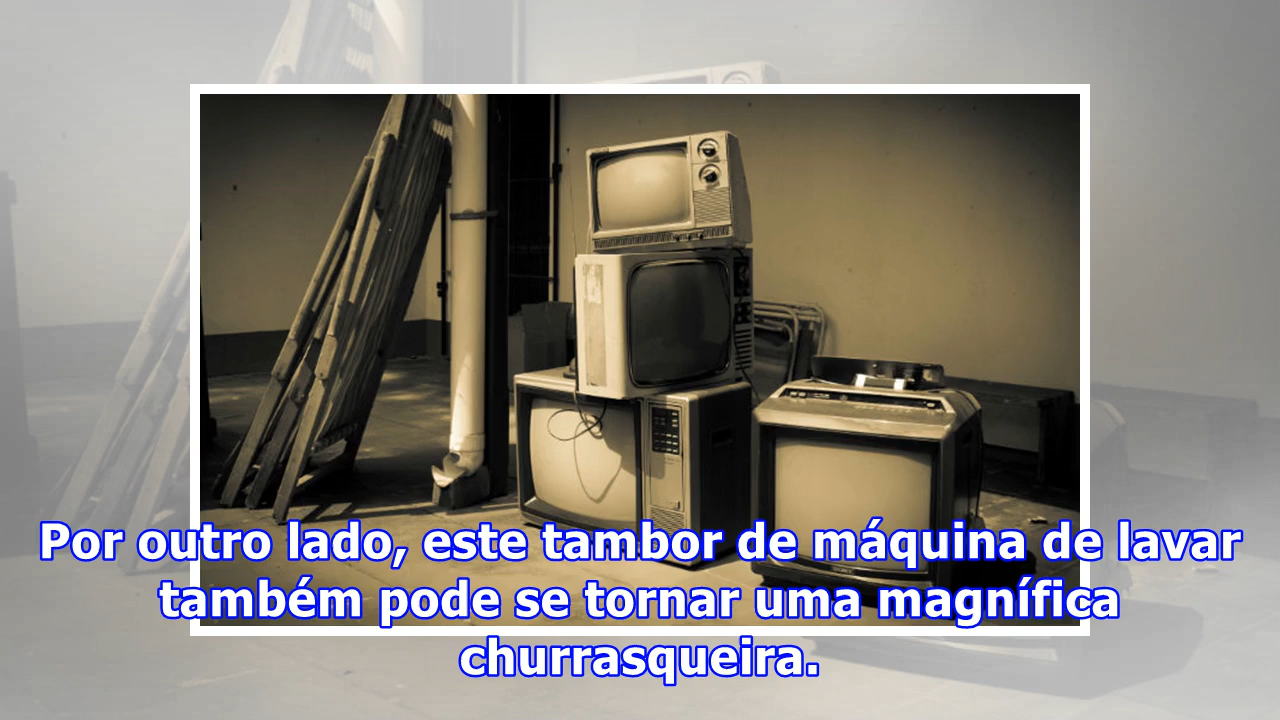 Por outro lado, este tambor de máquina de lavar
também pode se tornar uma magnífica
churrasqueira.